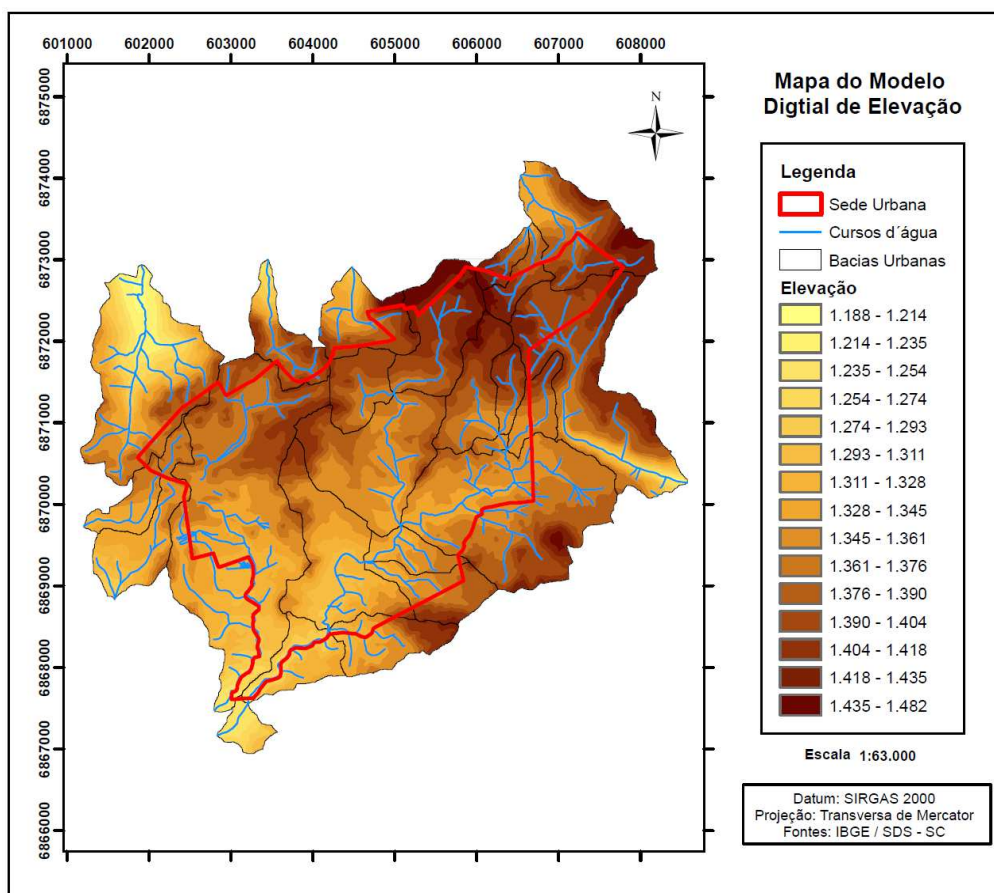 601000 602000 603000 604000 605000 606000 607000 608000
6875000
6874000
6873000
6872000
6871000
6870000
6869000
6868000
6867000
6866000
N
Mapa do Modelo
Digtial de Elevação
Legenda
Sede Urbana
Cursos d´água
Bacias Urbanas
Elevação
1.188 - 1.214
1.214 - 1.235
1.235 - 1.254
1.254 - 1.274
1.274 - 1.293
1.293 - 1.311
1.311 - 1.328
1.328 - 1.345
1.345 - 1.361
1.361 - 1.376
1.376 - 1.390
1.390 - 1.404
1.404 - 1.418
1.418 - 1.435
1.435 - 1.482
Escala 1:63.000
Datum: SIRGAS 2000
Projeção: Transversa de Mercator
Fontes: IBGE / SDS - SC